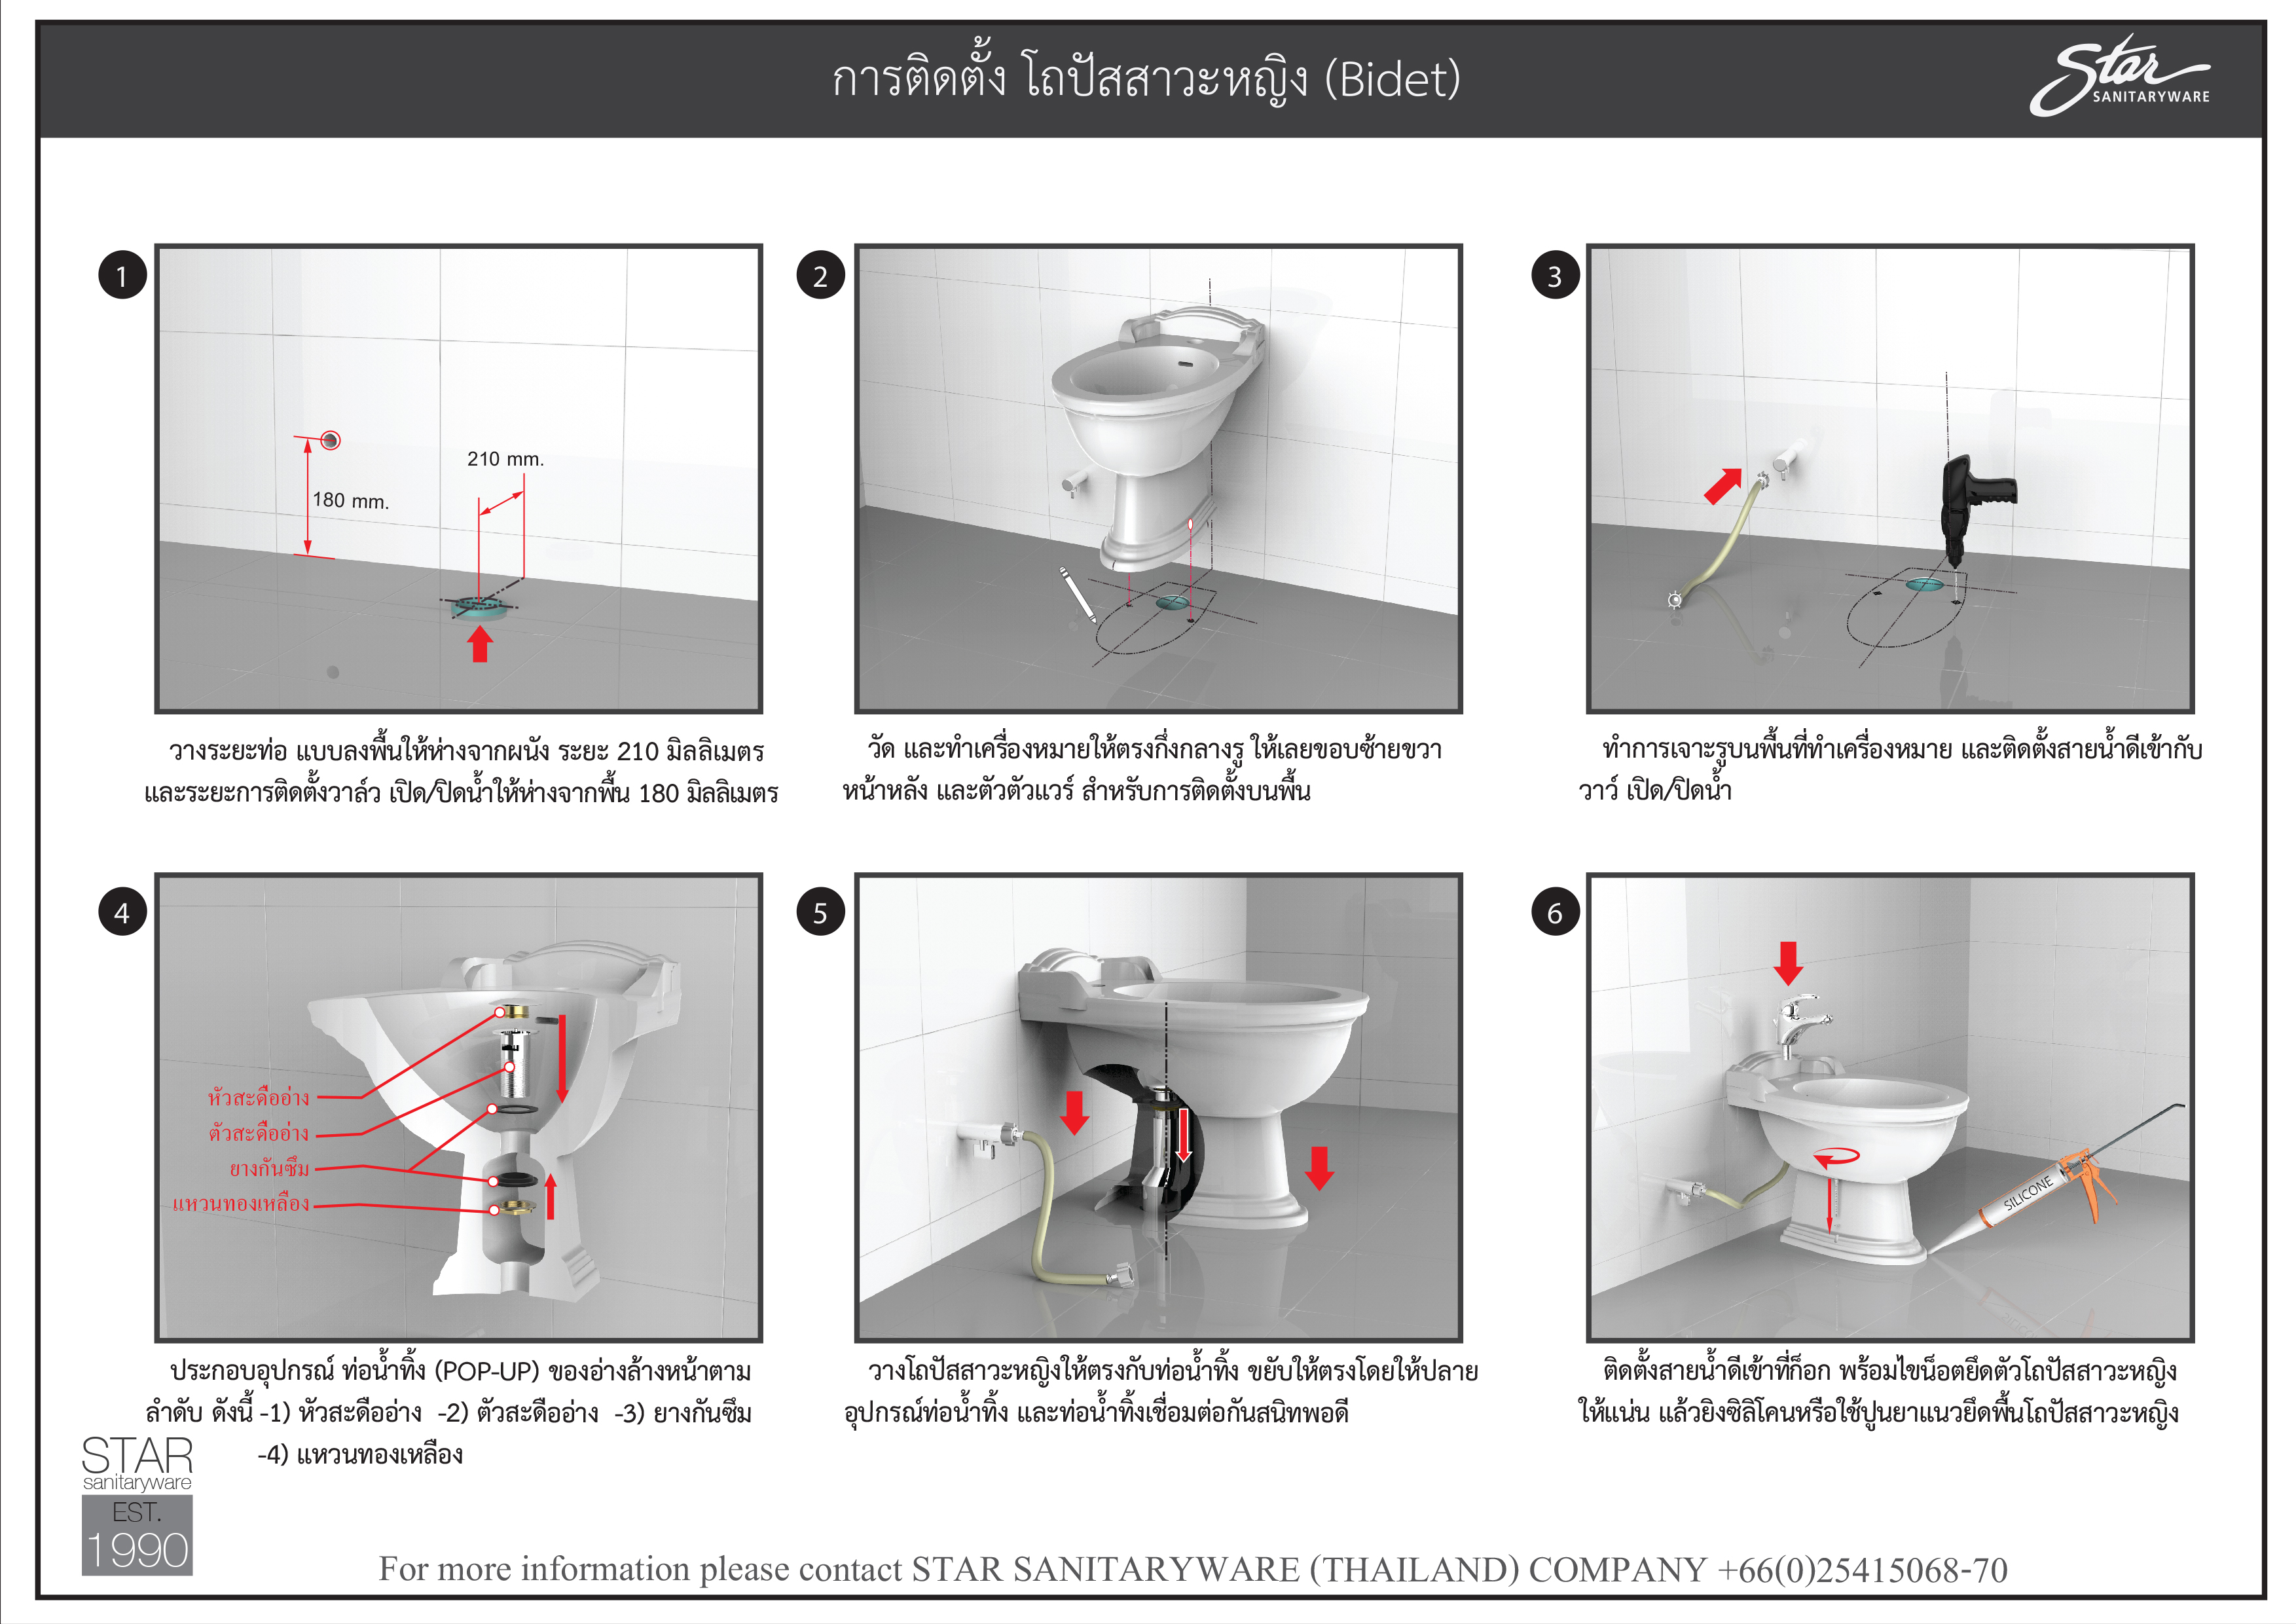 การติดตั้ง โถปัสสาวะหญิง (Bidet)
Star
SANITARYWARE
1
210 mm.
180 mm.
วางระยะท่อ แบบลงพื้นให้ห่างจากผนัง ระยะ 210 มิลลิเมตร
และระยะการติดตั้งวาล์ว เปิด/ปิดน้ำให้ห่างจากพื้น 180 มิลลิเมตร
2
วัด และทำเครื่องหมายให้ตรงกึ่งกลางรู ให้เลยขอบซ้ายขวา
หน้าหลัง และตัวตัวแวร์ สำหรับการติดตั้งบนพื้น
3
ทำการเจาะรูบนพื้นที่ทำเครื่องหมาย และติดตั้งสายน้ำดีเข้ากับ
วาว์ เปิด/ปิดน้ำ
4
หัวสะดืออ่าง
ตัวสะดืออ่าง
ยางกันซึม
แหวนทองเหลือง
ประกอบอุปกรณ์ ท่อน้ำทิ้ง (POP-UP) ของอ่างล้างหน้าตาม
ลำดับ ดังนี้ -1) หัวสะดืออ่าง -2) ตัวสะดืออ่าง -3) ยางกันซึม
-4) แหวนทองเหลือง
5
วางโถปัสสาวะหญิงให้ตรงกับท่อน้ำทิ้ง ขยับให้ตรงโดยให้ปลาย
อุปกรณ์ท่อน้ำทิ้ง และท่อน้ำทิ้งเชื่อมต่อกันสนิทพอดี
6
SILICONE
ติดตั้งสายน้ำดีเข้าที่ก็อก พร้อมไขน็อตยึดตัวโถปัสสาวะหญิง
ให้แน่น แล้วยิงซิลิโคนหรือใช้ปูนยาแนวยึดพื้นโถปัสสาวะหญิง
STAR
sanitaryware
EST.
1990
For more information please contact STAR SANITARYWARE (THAILAND) COMPANY +66(0)25415068-70